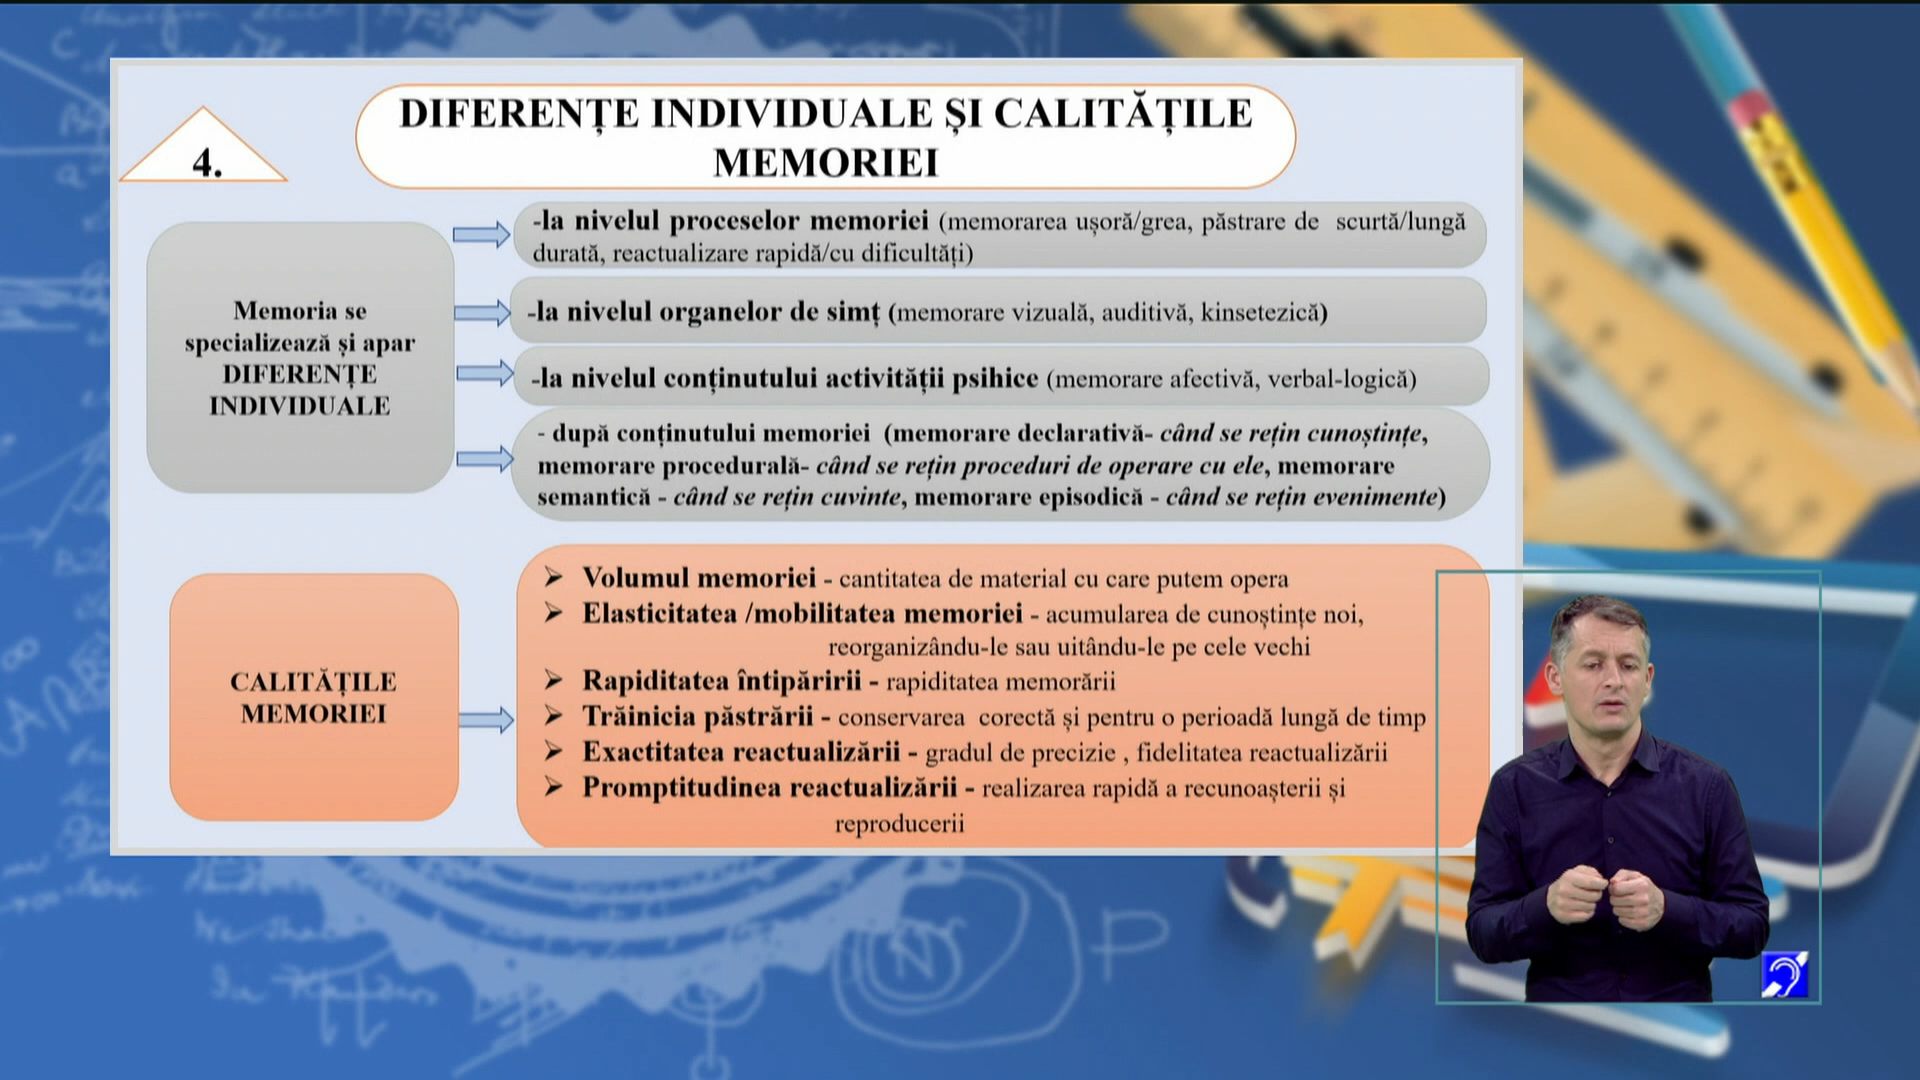 4.
DIFERENȚE INDIVIDUALE ȘI CALITĂȚILE
MEMORIEI
Memoria se
specializează și apar
DIFERENȚE
INDIVIDUALE
-la nivelul proceselor memoriei (memorarea ușoră/grea, păstrare de scurtă/lungă
durată, reactualizare rapidă/cu dificultăți)
-la nivelul organelor de simț (memorare vizuală, auditivă, kinsetezică)
-la nivelul conținutului activității psihice (memorare afectivă, verbal-logică)
- după conținutului memoriei (memorare declarativă- când se rețin cunoștințe,
memorare procedurală- când se rețin proceduri de operare cu ele, memorare
semantică - când se rețin cuvinte, memorare episodică - când se rețin evenimente)
CALITĂȚILE
MEMORIEI
➢ Volumul memoriei - cantitatea de material cu care putem opera
➢ Elasticitatea /mobilitatea memoriei - acumularea de cunoștințe noi,
reorganizându-le sau uitându-le pe cele vechi
➢ Rapiditatea întipăririi - rapiditatea memorării
➢ Trăinicia păstrării - conservarea corectă și pentru o perioadă lungă de timp
➢ Exactitatea reactualizării - gradul de precizie , fidelitatea reactualizării
➢ Promptitudinea reactualizării - realizarea rapidă a recunoașterii și
reproducerii
N
P